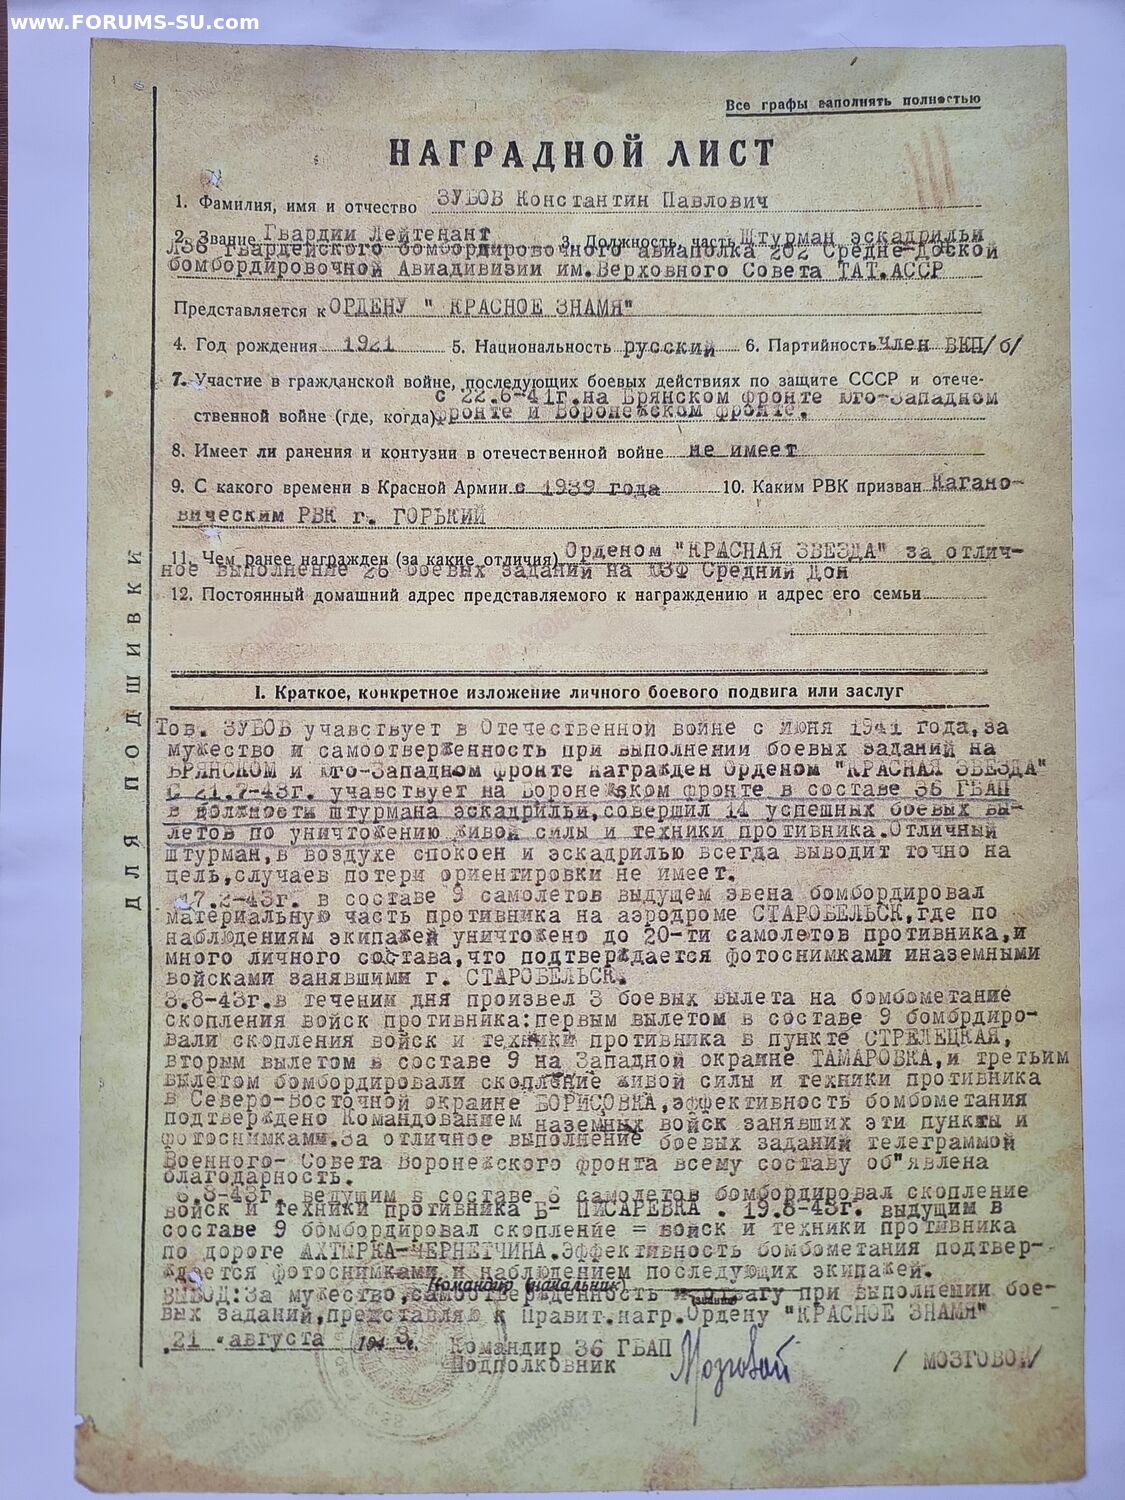 www.FORUMS-SU.com
Все графы заполнять полностью
НАГРАДНОЙ ЛИСТ
1. Фамилия, имя и отчество ЗУБОВ Константин Павлович
2. Звание Гвардии Лейтенант 3. Должность, часть Штурман эскадрильи
36 Гвардейского бомбордировочного авиаполка 202 Средне-Донской
бомбордировочной Авиадивизии им.Верховного Совета ТАТ.АССР
Представляется к ОРДЕНУ " КРАСНОЕ ЗНАМЯ"
4. Год рождения 1921 5. Национальность русский 6. Партийность Член ВКП/б/
7. Участие в гражданской войне, последующих боевых действиях по защите СССР и отече-
с 22.6-41г.на Брянском фронте Юго-Западном
ственной войне (где, когда) фронте и Воронежском фронте.
8. Имеет ли ранения и контузии в отечественной войне не имеет
9. С какого времени в Красной Армии с 1939 года 10. Каким РВК призван Кагано-
вическим РВК г. ГОРЬКИЙ
11. Чем ранее награжден (за какие отличия) Орденом "КРАСНАЯ ЗВЕЗДА" за отлич-
ное выполнение 26 боевых заданий на ЮЗФ Средний Дон
12. Постоянный домашний адрес представляемого к награждению и адрес его семьи
ДЛЯ ПОДШИВКИ
I. Краткое, конкретное изложение личного боевого подвига или заслуг
Тов. ЗУБОВ учавствует в Отечественной войне с июня 1941 года,за
мужество и самоотверженность при выполнении боевых заданий на
БРЯНСКОМ и Юго-Западном фронте награжден Орденом "КРАСНАЯ ЗВЕЗДА"
С 21.7-43г. учавствует на Воронежском фронте в составе 36 ГБАП
в должности штурмана эскадрильи,совершил 14 успешных боевых вы-
летов по уничтожению живой силы и техники противника.Отличный
штурман,в воздухе спокоен и эскадрилью всегда выводит точно на
цель,случаев потери ориентировки не имеет.
17.2-43г. в составе 9 самолетов выдущем звена бомбордировал
материальную часть противника на аэродроме СТАРОБЕЛЬСК,где по
наблюдениям экипажей уничтожено до 20-ти самолетов противника,и
много личного состава,что подтверждается фотоснимками иназемными
войсками занявшими г. СТАРОБЕЛЬСК.
3.8-43г.в течении дня произвел 3 боевых вылета на бомбометание
скопления войск противника:первым вылетом в составе 9 бомбрдиро-
вали скопления войск и техники противника в пункте СТРЕЛЕЦКАЯ,
вторым вылетом в составе 9 на Западной окраине ТАМАРОВКА,и третьим
вылетом бомбордировали скопление живой силы и техники противника
в Северо-Восточной окраине БОРИСОВКА,эффективность бомбометания
подтверждено Командованием наземных войск занявших эти пункты и
фотоснимками.За отличное выполнение боевых заданий телеграммой
Военного- Совета Воронежского фронта всему составу об"явлена
благодарность.
8.8-43г. ведущим в составе 6 самолетов бомбордировал скопление
войск и техники противника Б- ПИСАРЕВКА . 19.8-43г. выдущим в
составе 9 бомбордировал скопление = войск и техники противника
по дороге АХТЫРКА-ЧЕРНЕТЧИНА.Эффективность бомбометания подтвер-
ждается фотоснимками и наблюдением последующих экипажей.
Командир (начальник)
ВЫВОД:За мужество,самоотверженность и отвагу при выполнении бое-
(звание)
вых заданий,представляю к Правит.нагр.Ордену "КРАСНОЕ ЗНАМЯ"
"21" августа 1943г. Командир 36 ГБАП
Подполковник Мозговой / МОЗГОВОЙ/